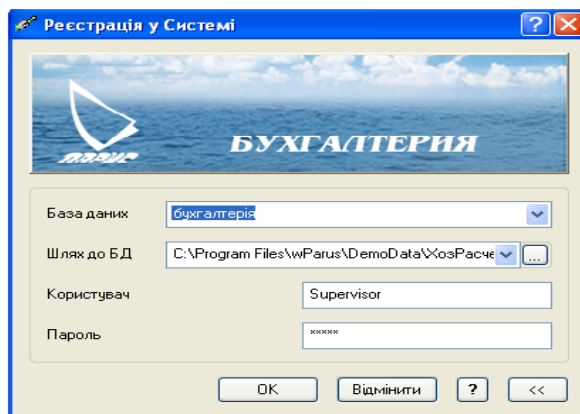 Реєстрація у Системі
ПАРУС
БУХГАЛТЕРИЯ
База даних бухгалтерія
Шлях до БД C:\Program Files\wParus\DemoData\ХозРасче ...
Користувач Supervisor
Пароль *****
OK Відмінити ? <<